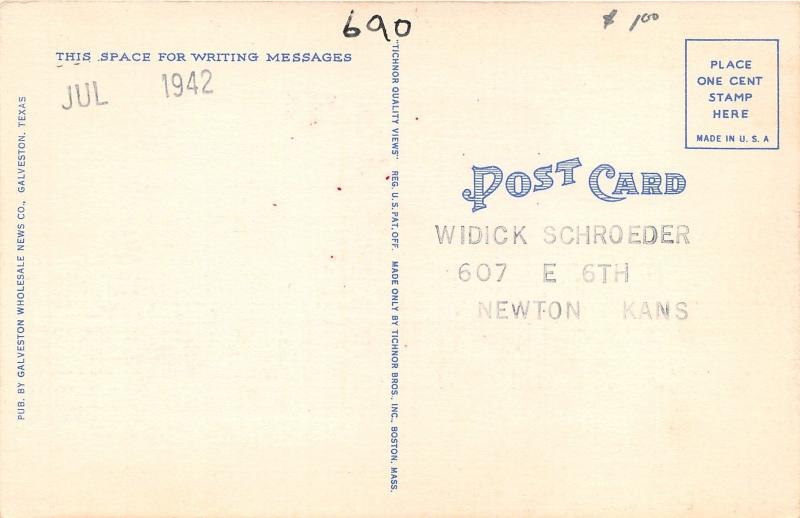 690
$ 1.00
THIS SPACE FOR WRITING MESSAGES
JUL 1942
PUB. BY GALVESTON WHOLESALE NEWS CO., GALVESTON, TEXAS
"TICHNOR QUALITY VIEWS" REG. U.S. PAT. OFF. MADE ONLY BY TICHNOR BROS., INC., BOSTON, MASS.
PLACE
ONE CENT
STAMP
HERE
MADE IN U. S. A
POST CARD
WIDICK SCHROEDER
607 E 6TH
NEWTON KANS